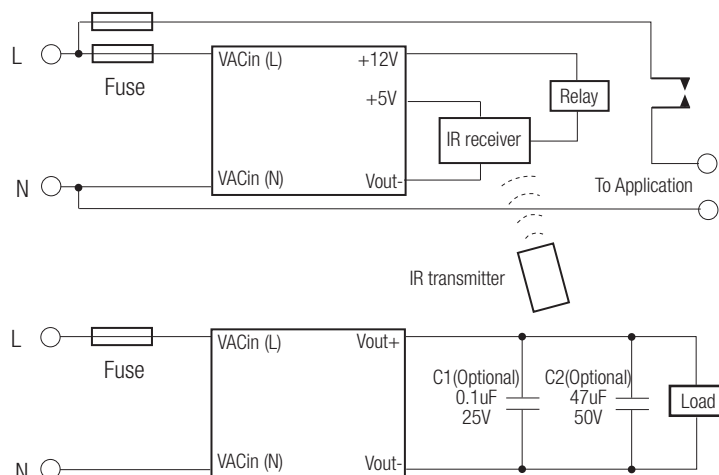 L
VACin (L)
+12V
Fuse
+5V
Relay
IR receiver
N
VACin (N)
Vout-
To Application
IR transmitter
L
VACin (L)
Vout+
Fuse
C1(Optional)
0.1uF
25V
C2(Optional)
47uF
50V
Load
N
VACin (N)
Vout-